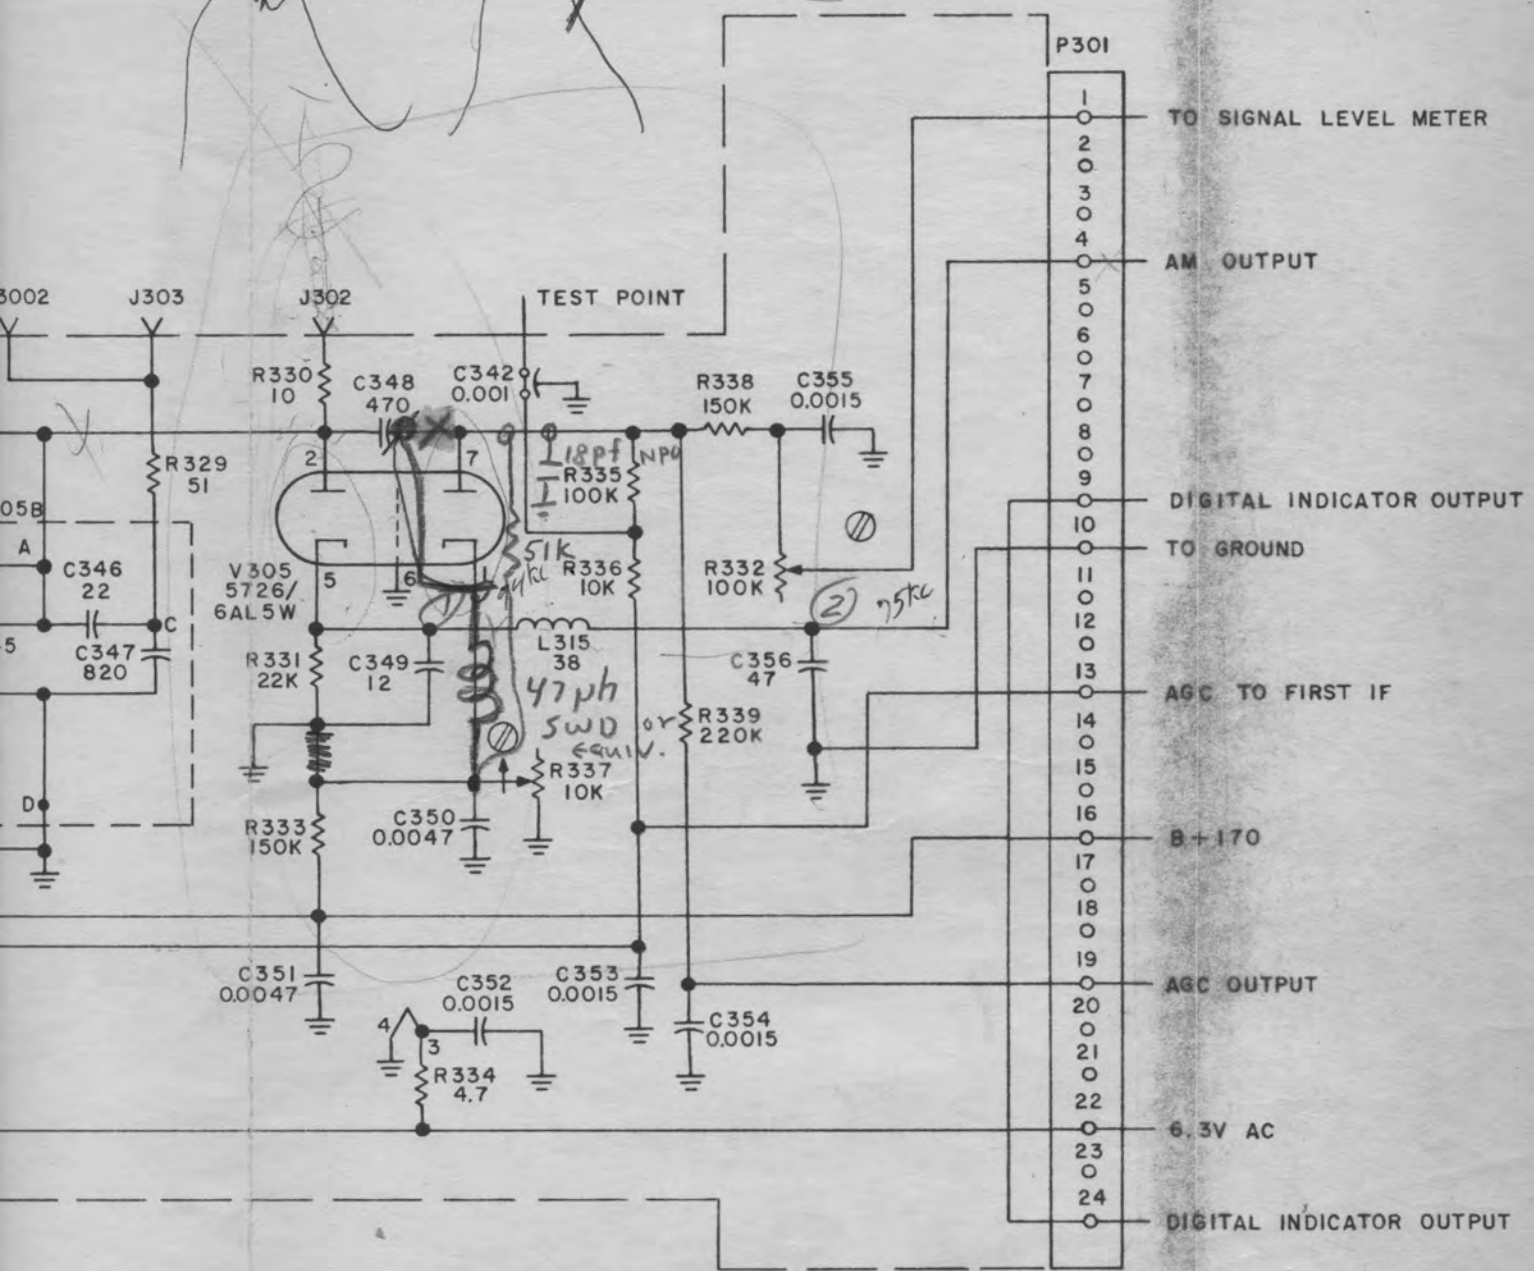 P301
1
TO SIGNAL LEVEL METER
2
3
4
AM OUTPUT
5
3002
J303
J302
TEST POINT
6
7
R330
10
C348
470
C342
0.001
R338
150K
C355
0.0015
8
2
7
18pf
NPO
R329
51
R335
100K
9
DIGITAL INDICATOR OUTPUT
05B
10
TO GROUND
A
C346
22
V305
5726/
6AL5W
5
6
1
51K
R336
10K
R332
100K
11
2
75kc
12
C
5
C347
820
R331
22K
C349
12
L315
38
C356
47
13
AGC TO FIRST IF
47μh
SWD or
equiv.
R339
220K
14
R337
10K
15
D
16
R333
150K
C350
0.0047
B+170
17
18
19
C351
0.0047
C352
0.0015
C353
0.0015
AGC OUTPUT
20
4
3
C354
0.0015
21
R334
4.7
22
6.3V AC
23
24
DIGITAL INDICATOR OUTPUT